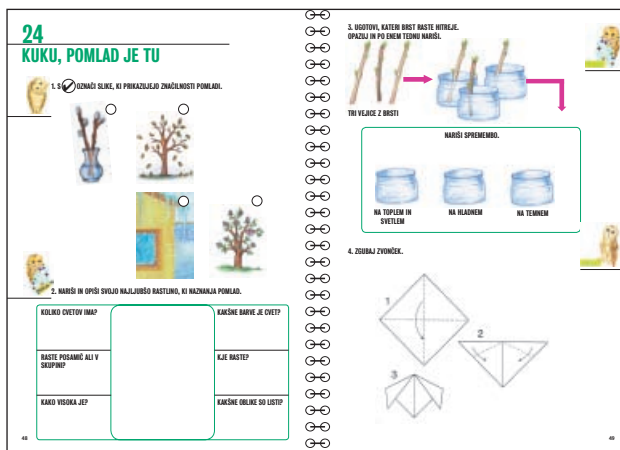 24
KUKU, POMLAD JE TU
1. S OZNAČI SLIKE, KI PRIKAZUJEJO ZNAČILNOSTI POMLADI.
2. NARIŠI IN OPIŠI SVOJO NAJLJUBŠO RASTLINO, KI NAZNANJA POMLAD.
KOLIKO CVETOV IMA?
RASTE POSAMIČ ALI V
SKUPINI?
KAKO VISOKA JE?
KAKŠNE BARVE JE CVET?
KJE RASTE?
KAKŠNE OBLIKE SO LISTI?
48
3. UGOTOVI, KATERI BRST RASTE HITREJE.
OPAZUJ IN PO ENEM TEDNU NARIŠI.
TRI VEJICE Z BRSTI
NARIŠI SPREMEMBO.
NA TOPLEM IN
SVETLEM
NA HLADNEM
NA TEMNEM
4. ZGUBAJ ZVONČEK.
1
2
3
49